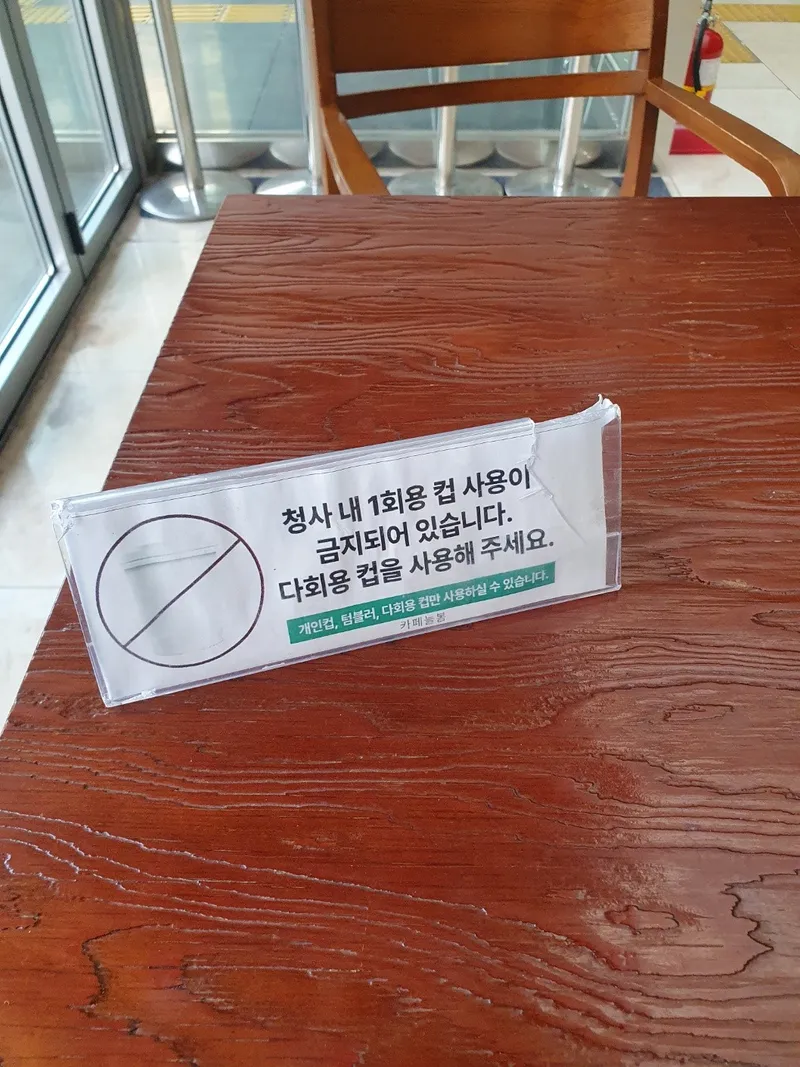 청사 내 1회용 컵 사용이
금지되어 있습니다.
다회용 컵을 사용해 주세요.
개인컵, 텀블러, 다회용 컵만 사용하실 수 있습니다.
카페늘봄